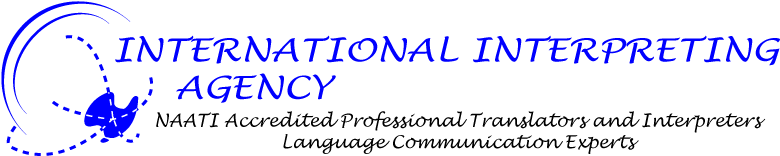 INTERNATIONAL INTERPRETING
AGENCY
NAATI Accredited Professional Translators and Interpreters
Language Communication Experts